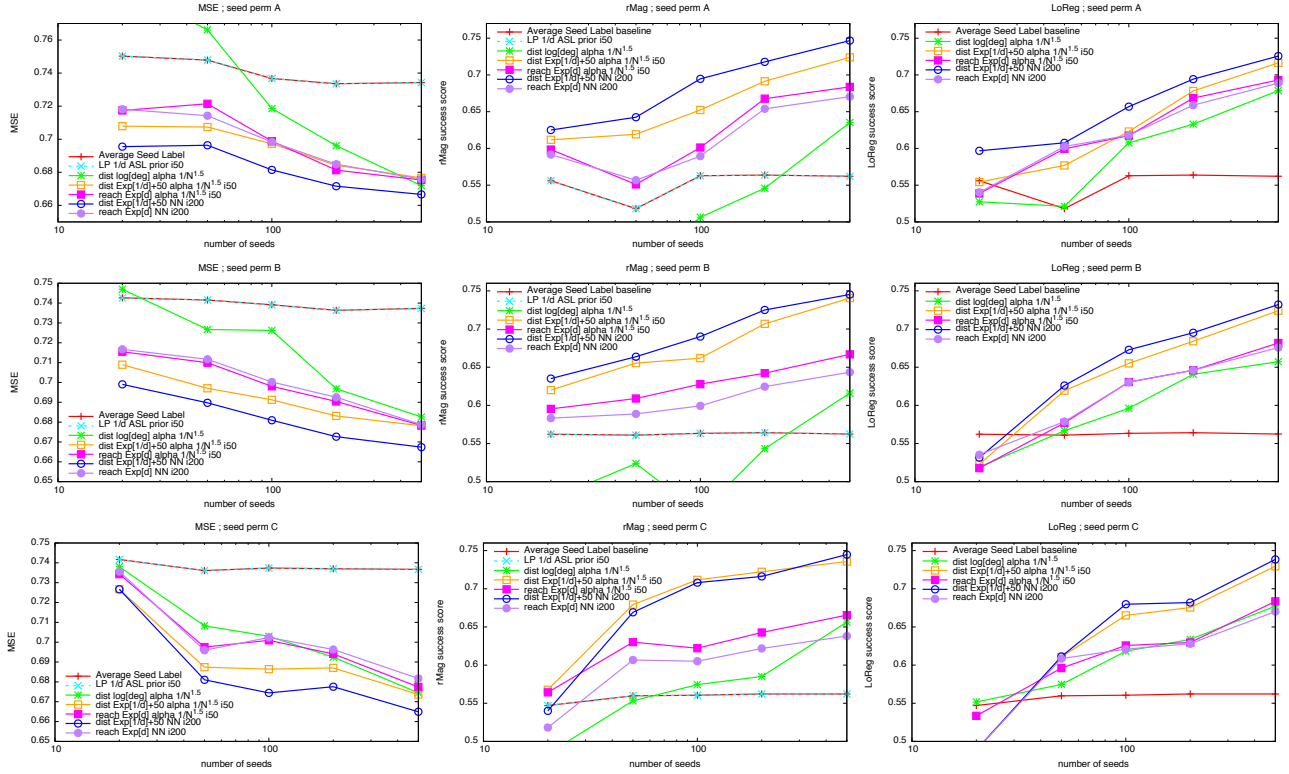 MSE ; seed perm A
0.76
0.74
0.72
0.7
0.68
0.66
MSE
Average Seed Label
LP 1/d ASL prior i50
dist log[deg] alpha 1/N^1.5
dist Exp[1/d]+50 alpha 1/N^1.5 i50
reach Exp[d] alpha 1/N^1.5 i50
dist Exp[1/d]+50 NN i200
reach Exp[d] NN i200
10
100
number of seeds
rMag ; seed perm A
0.75
0.7
0.65
0.6
0.55
0.5
rMag success score
Average Seed Label baseline
LP 1/d ASL prior i50
dist log[deg] alpha 1/N^1.5
dist Exp[1/d]+50 alpha 1/N^1.5 i50
reach Exp[d] alpha 1/N^1.5 i50
dist Exp[1/d]+50 NN i200
reach Exp[d] NN i200
10
100
number of seeds
LoReg ; seed perm A
0.75
0.7
0.65
0.6
0.55
0.5
LoReg success score
Average Seed Label baseline
dist log[deg] alpha 1/N^1.5
dist Exp[1/d]+50 alpha 1/N^1.5 i50
reach Exp[d] alpha 1/N^1.5 i50
dist Exp[1/d]+50 NN i200
reach Exp[d] NN i200
10
100
number of seeds
MSE ; seed perm B
0.75
0.74
0.73
0.72
0.71
0.7
0.69
0.68
0.67
0.66
0.65
MSE
Average Seed Label
LP 1/d ASL prior i50
dist log[deg] alpha 1/N^1.5
dist Exp[1/d]+50 alpha 1/N^1.5 i50
reach Exp[d] alpha 1/N^1.5 i50
dist Exp[1/d]+50 NN i200
reach Exp[d] NN i200
10
100
number of seeds
rMag ; seed perm B
0.75
0.7
0.65
0.6
0.55
0.5
rMag success score
Average Seed Label baseline
LP 1/d ASL prior i50
dist log[deg] alpha 1/N^1.5
dist Exp[1/d]+50 alpha 1/N^1.5 i50
reach Exp[d] alpha 1/N^1.5 i50
dist Exp[1/d]+50 NN i200
reach Exp[d] NN i200
10
100
number of seeds
LoReg ; seed perm B
0.75
0.7
0.65
0.6
0.55
0.5
LoReg success score
Average Seed Label baseline
dist log[deg] alpha 1/N^1.5
dist Exp[1/d]+50 alpha 1/N^1.5 i50
reach Exp[d] alpha 1/N^1.5 i50
dist Exp[1/d]+50 NN i200
reach Exp[d] NN i200
10
100
number of seeds
MSE ; seed perm C
0.75
0.74
0.73
0.72
0.71
0.7
0.69
0.68
0.67
0.66
0.65
MSE
Average Seed Label
LP 1/d ASL prior i50
dist log[deg] alpha 1/N^1.5
dist Exp[1/d]+50 alpha 1/N^1.5 i50
reach Exp[d] alpha 1/N^1.5 i50
dist Exp[1/d]+50 NN i200
reach Exp[d] NN i200
10
100
number of seeds
rMag ; seed perm C
0.75
0.7
0.65
0.6
0.55
0.5
rMag success score
Average Seed Label baseline
LP 1/d ASL prior i50
dist log[deg] alpha 1/N^1.5
dist Exp[1/d]+50 alpha 1/N^1.5 i50
reach Exp[d] alpha 1/N^1.5 i50
dist Exp[1/d]+50 NN i200
reach Exp[d] NN i200
10
100
number of seeds
LoReg ; seed perm C
0.75
0.7
0.65
0.6
0.55
0.5
LoReg success score
Average Seed Label baseline
dist log[deg] alpha 1/N^1.5
dist Exp[1/d]+50 alpha 1/N^1.5 i50
reach Exp[d] alpha 1/N^1.5 i50
dist Exp[1/d]+50 NN i200
reach Exp[d] NN i200
10
100
number of seeds